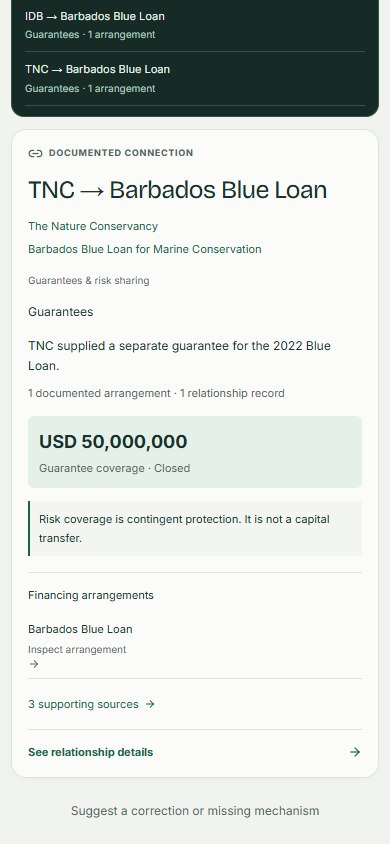 IDB → Barbados Blue Loan
Guarantees · 1 arrangement
TNC → Barbados Blue Loan
Guarantees · 1 arrangement
DOCUMENTED CONNECTION
TNC → Barbados Blue Loan
The Nature Conservancy
Barbados Blue Loan for Marine Conservation
Guarantees & risk sharing
Guarantees
TNC supplied a separate guarantee for the 2022 Blue
Loan.
1 documented arrangement · 1 relationship record
USD 50,000,000
Guarantee coverage · Closed
Risk coverage is contingent protection. It is not a capital
transfer.
Financing arrangements
Barbados Blue Loan
Inspect arrangement
→
3 supporting sources →
See relationship details →
Suggest a correction or missing mechanism